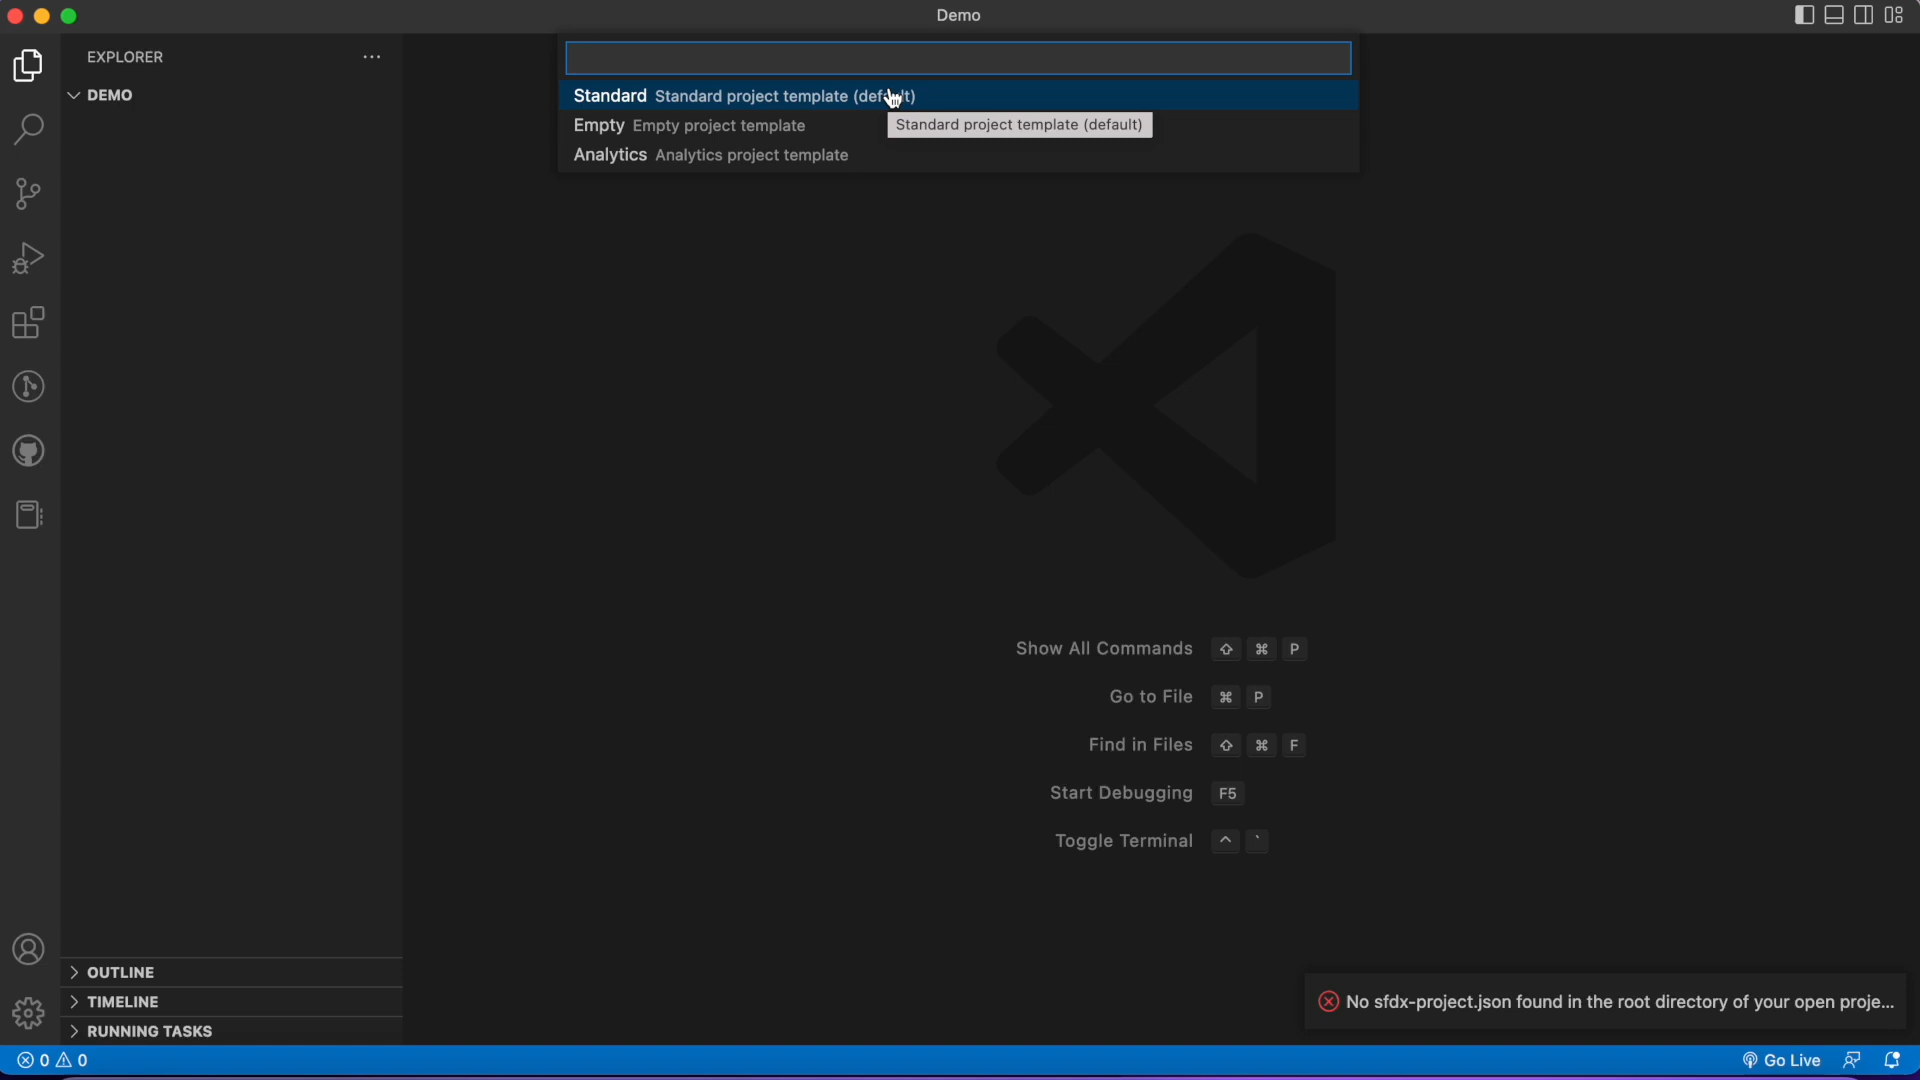 Demo
EXPLORER
DEMO
Standard Standard project template (default)
Empty Empty project template
Standard project template (default)
Analytics Analytics project template
Show All Commands ⇧ ⌘ P
Go to File ⌘ P
Find in Files ⇧ ⌘ F
Start Debugging F5
Toggle Terminal ^ `
OUTLINE
TIMELINE
RUNNING TASKS
No sfdx-project.json found in the root directory of your open proje...
0 0
Go Live